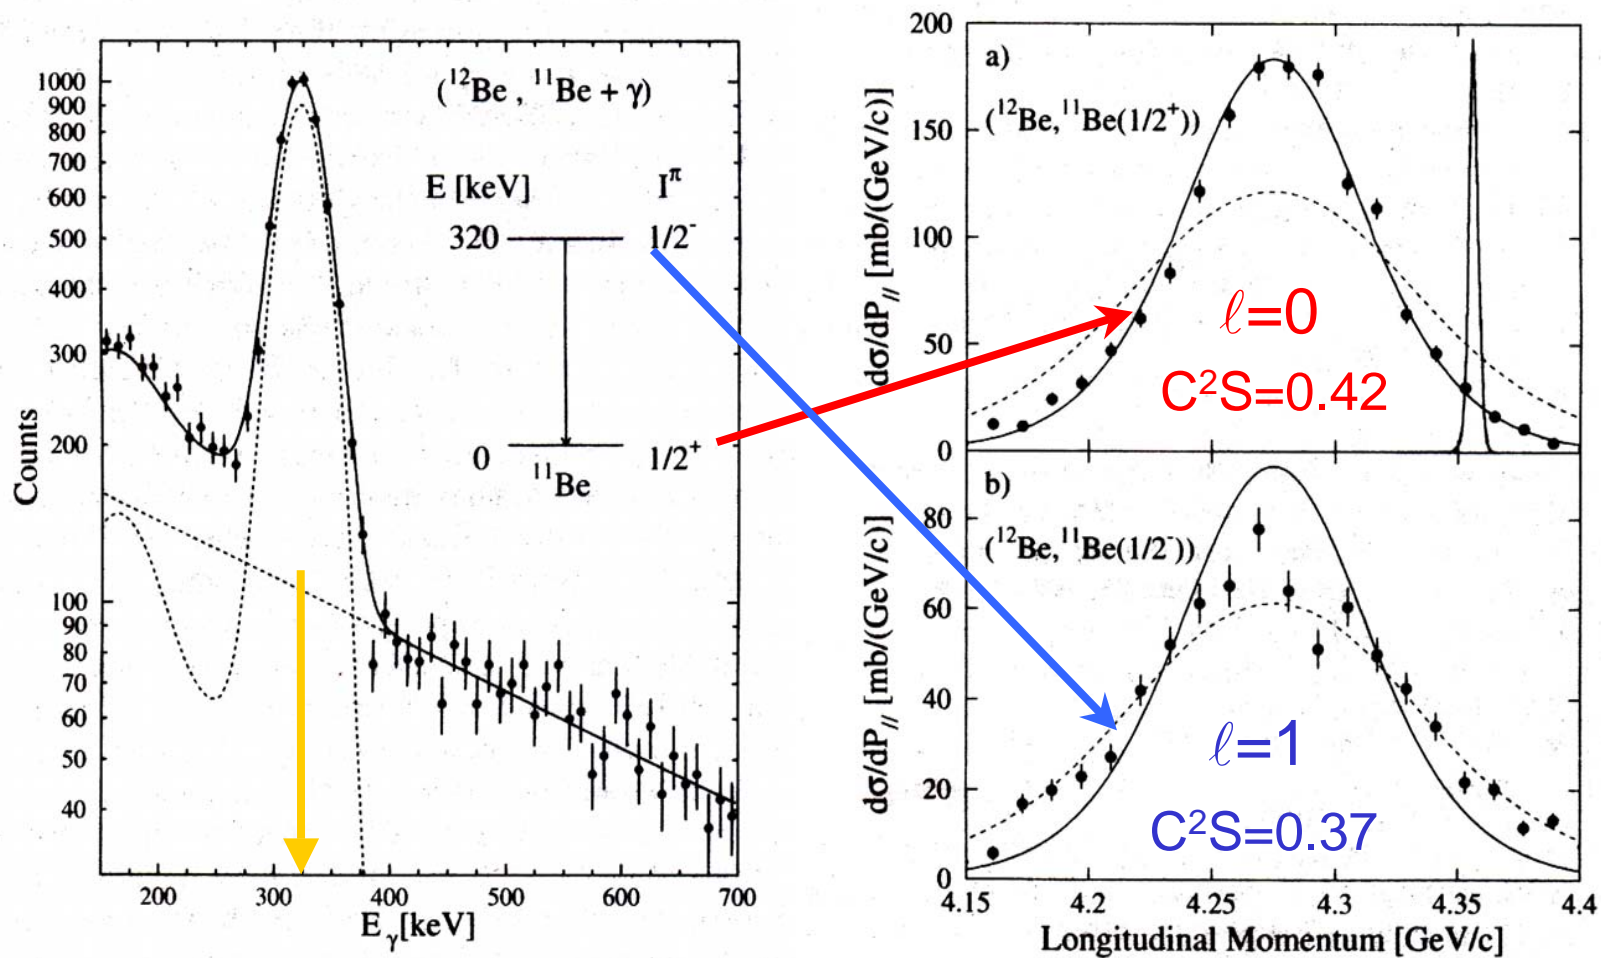 1000
900
800
700
600
500
400
300
200
100
90
80
70
60
50
40
Counts
(¹²Be , ¹¹Be + γ)
E [keV] I^π
320 1/2⁻
0 1/2⁺
¹¹Be
200 300 400 500 600 700
E_γ[keV]
200
150
100
50
0
dσ/dP_// [mb/(GeV/c)]
a)
(¹²Be,¹¹Be(1/2⁺))
ℓ=0
C²S=0.42
80
60
40
20
0
dσ/dP_// [mb/(GeV/c)]
b)
(¹²Be,¹¹Be(1/2⁻))
ℓ=1
C²S=0.37
4.15 4.2 4.25 4.3 4.35 4.4
Longitudinal Momentum [GeV/c]